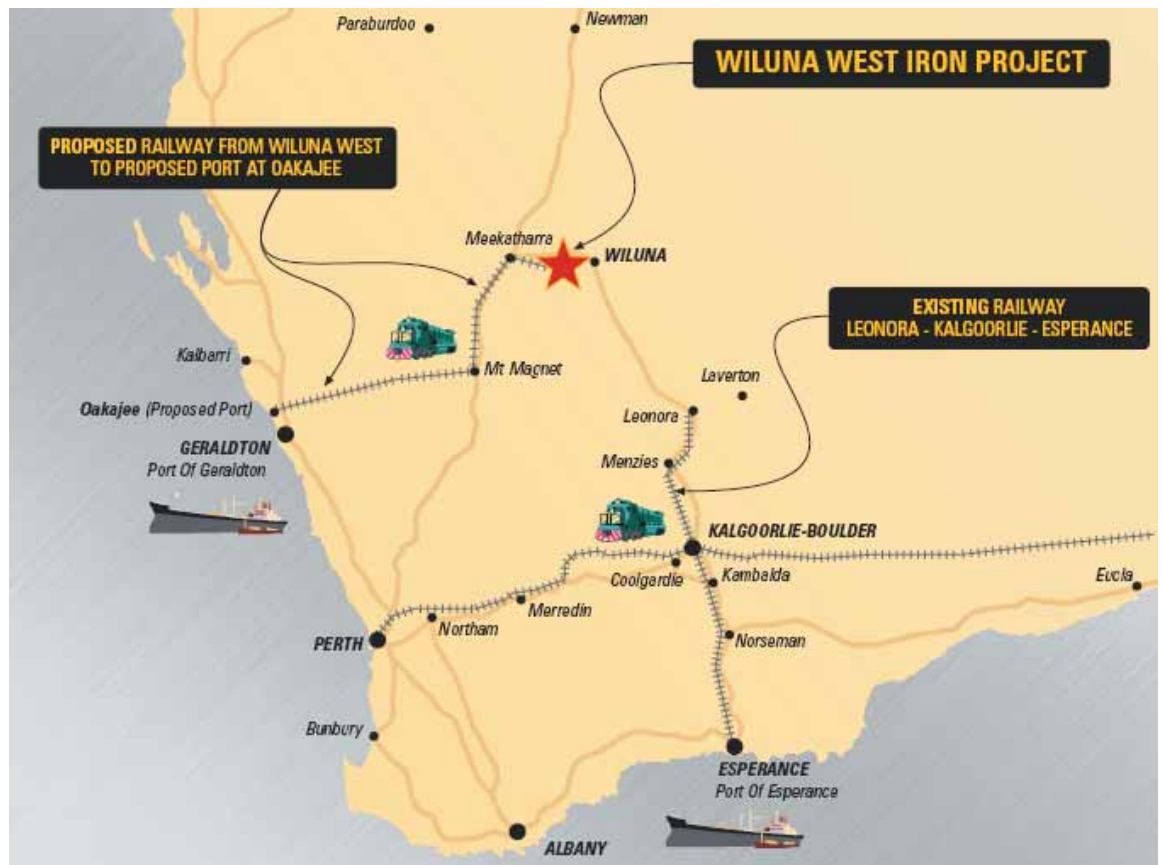 Paraburdoo
Newman
WILUNA WEST IRON PROJECT
PROPOSED RAILWAY FROM WILUNA WEST
TO PROPOSED PORT AT OAKAJEE
Meekatharra
WILUNA
EXISTING RAILWAY
LEONORA - KALGOORLIE - ESPERANCE
Kalbarri
Mt Magnet
Laverton
Oakajee (Proposed Port)
Leonora
GERALDTON
Port Of Geraldton
Menzies
KALGOORLIE-BOULDER
Coolgardie
Kambalda
Eucla
Merredin
Northam
PERTH
Norseman
Bunbury
ESPERANCE
Port Of Esperance
ALBANY